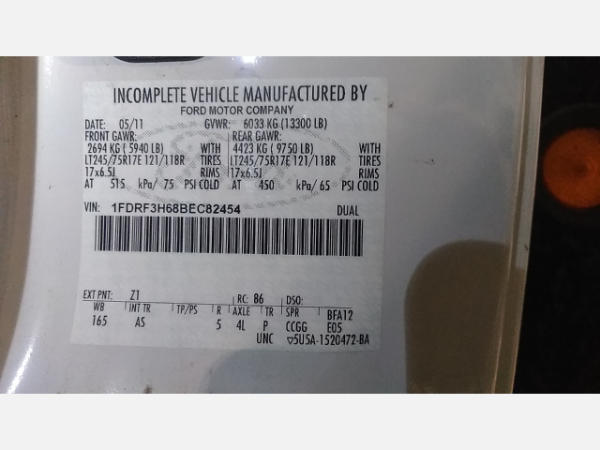 INCOMPLETE VEHICLE MANUFACTURED BY
FORD MOTOR COMPANY
DATE: 05/11 GVWR: 6033 KG (13300 LB)
FRONT GAWR: REAR GAWR:
2694 KG ( 5940 LB) WITH 4423 KG ( 9750 LB) WITH
LT245/75R17E 121/118R TIRES LT245/75R17E 121/118R TIRES
17x6.5J RIMS 17x6.5J RIMS
AT 515 kPa/ 75 PSI COLD AT 450 kPa/ 65 PSI COLD
VIN: 1FDRF3H68BEC82454 DUAL
EXT PNT: Z1 RC: 86 DSO:
WB INT TR TP/PS R AXLE TR SPR BFA12
165 AS 5 4L P CCGG E05
UNC ▽5U5A-1520472-BA